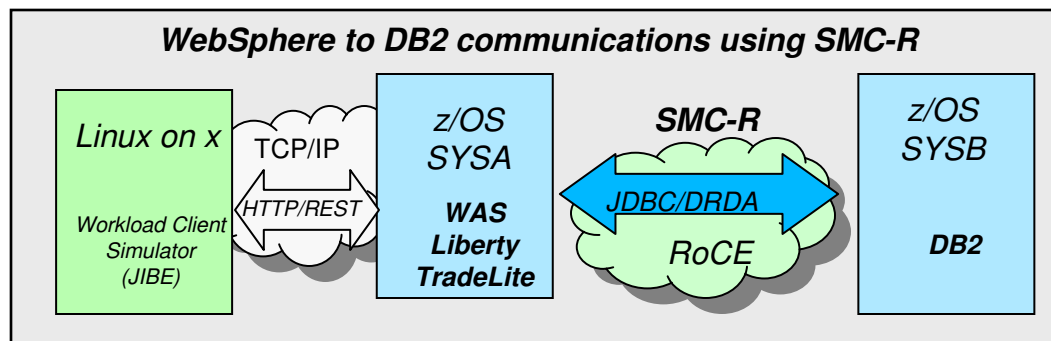 WebSphere to DB2 communications using SMC-R
Linux on x
Workload Client
Simulator
(JIBE)
TCP/IP
HTTP/REST
z/OS
SYSA
WAS
Liberty
TradeLite
SMC-R
JDBC/DRDA
RoCE
z/OS
SYSB
DB2